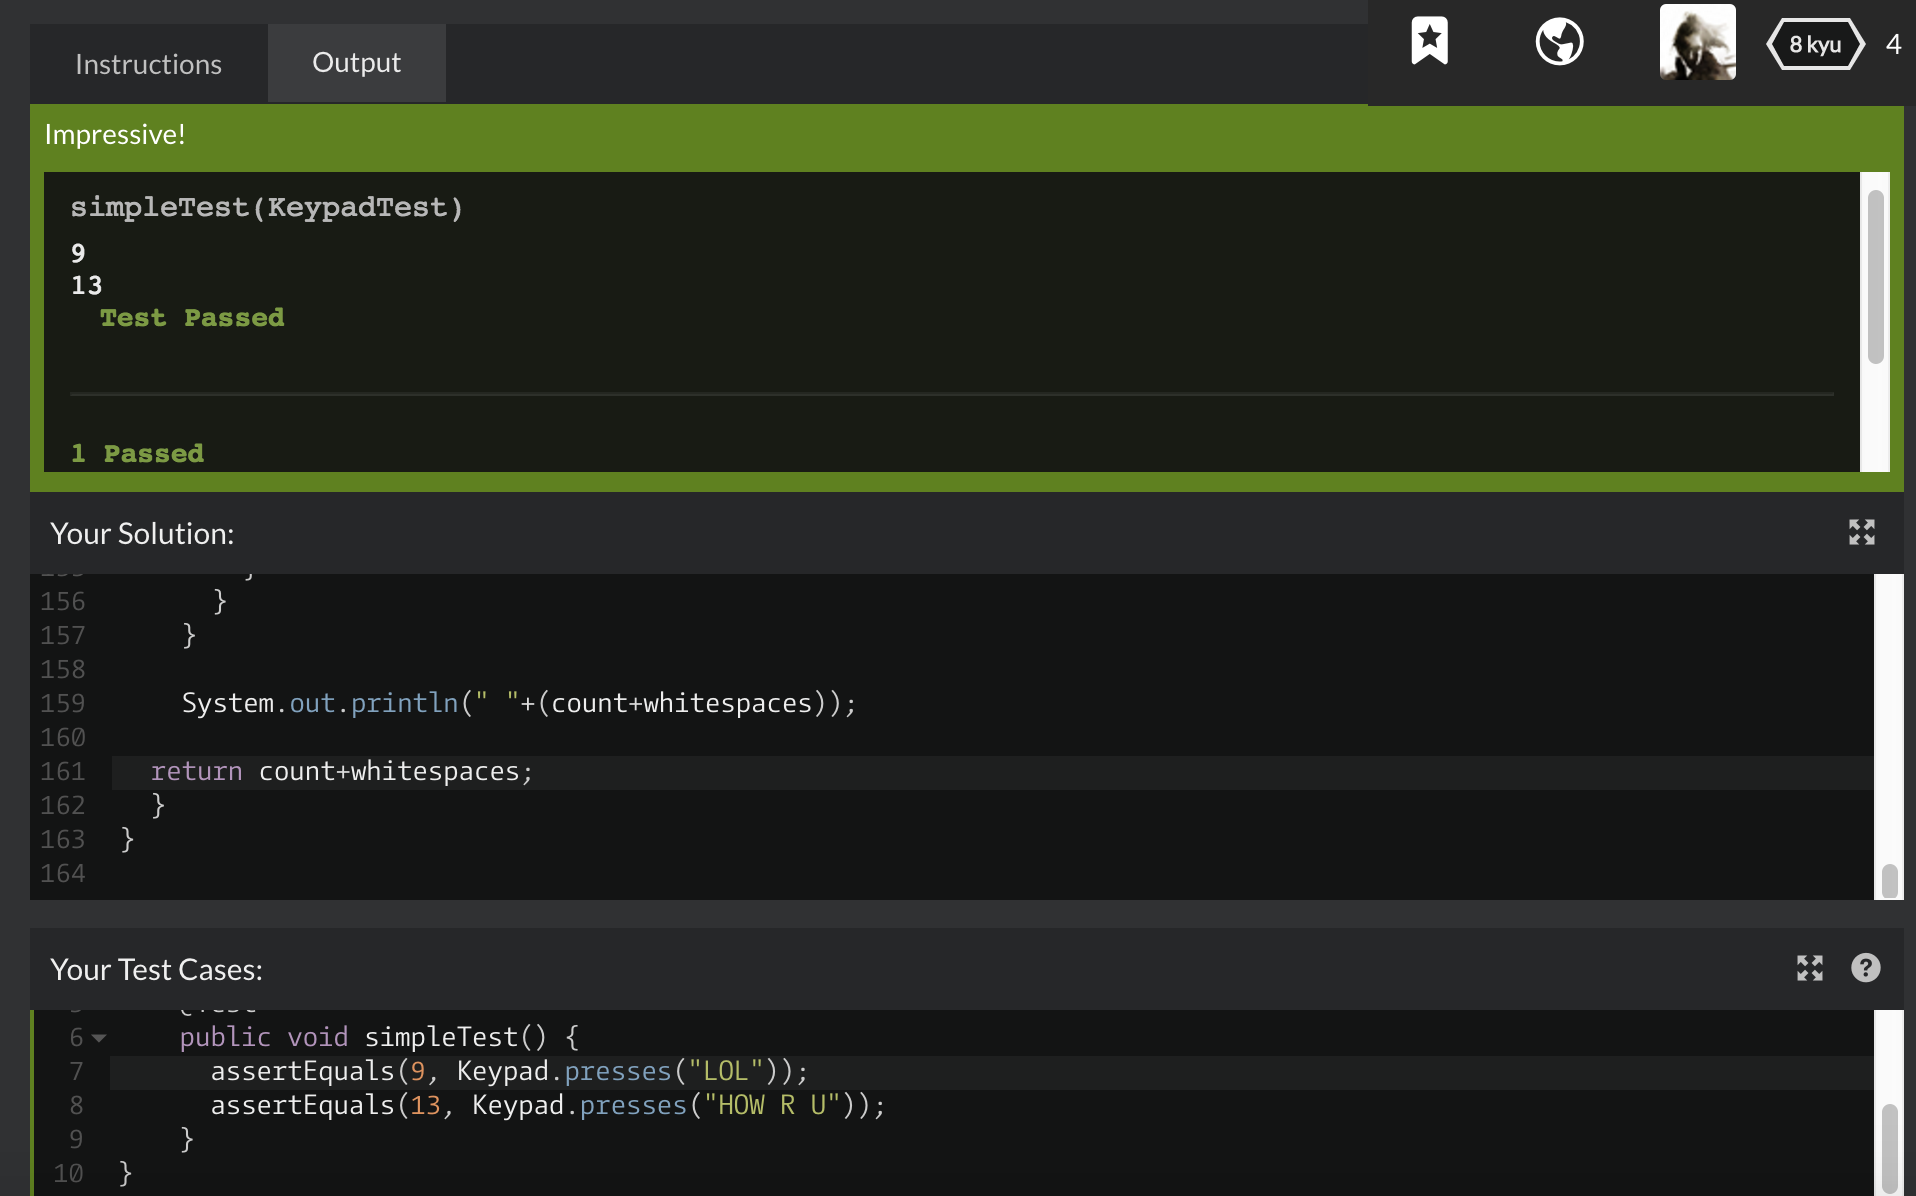 Instructions
Output
8 kyu
4
Impressive!
simpleTest(KeypadTest)
9
13
Test Passed
1 Passed
Your Solution:
156 }
157 }
158
159 System.out.println(" "+(count+whitespaces));
160
161 return count+whitespaces;
162 }
163 }
164
Your Test Cases:
?
6 public void simpleTest() {
7 assertEquals(9, Keypad.presses("LOL"));
8 assertEquals(13, Keypad.presses("HOW R U"));
9 }
10 }